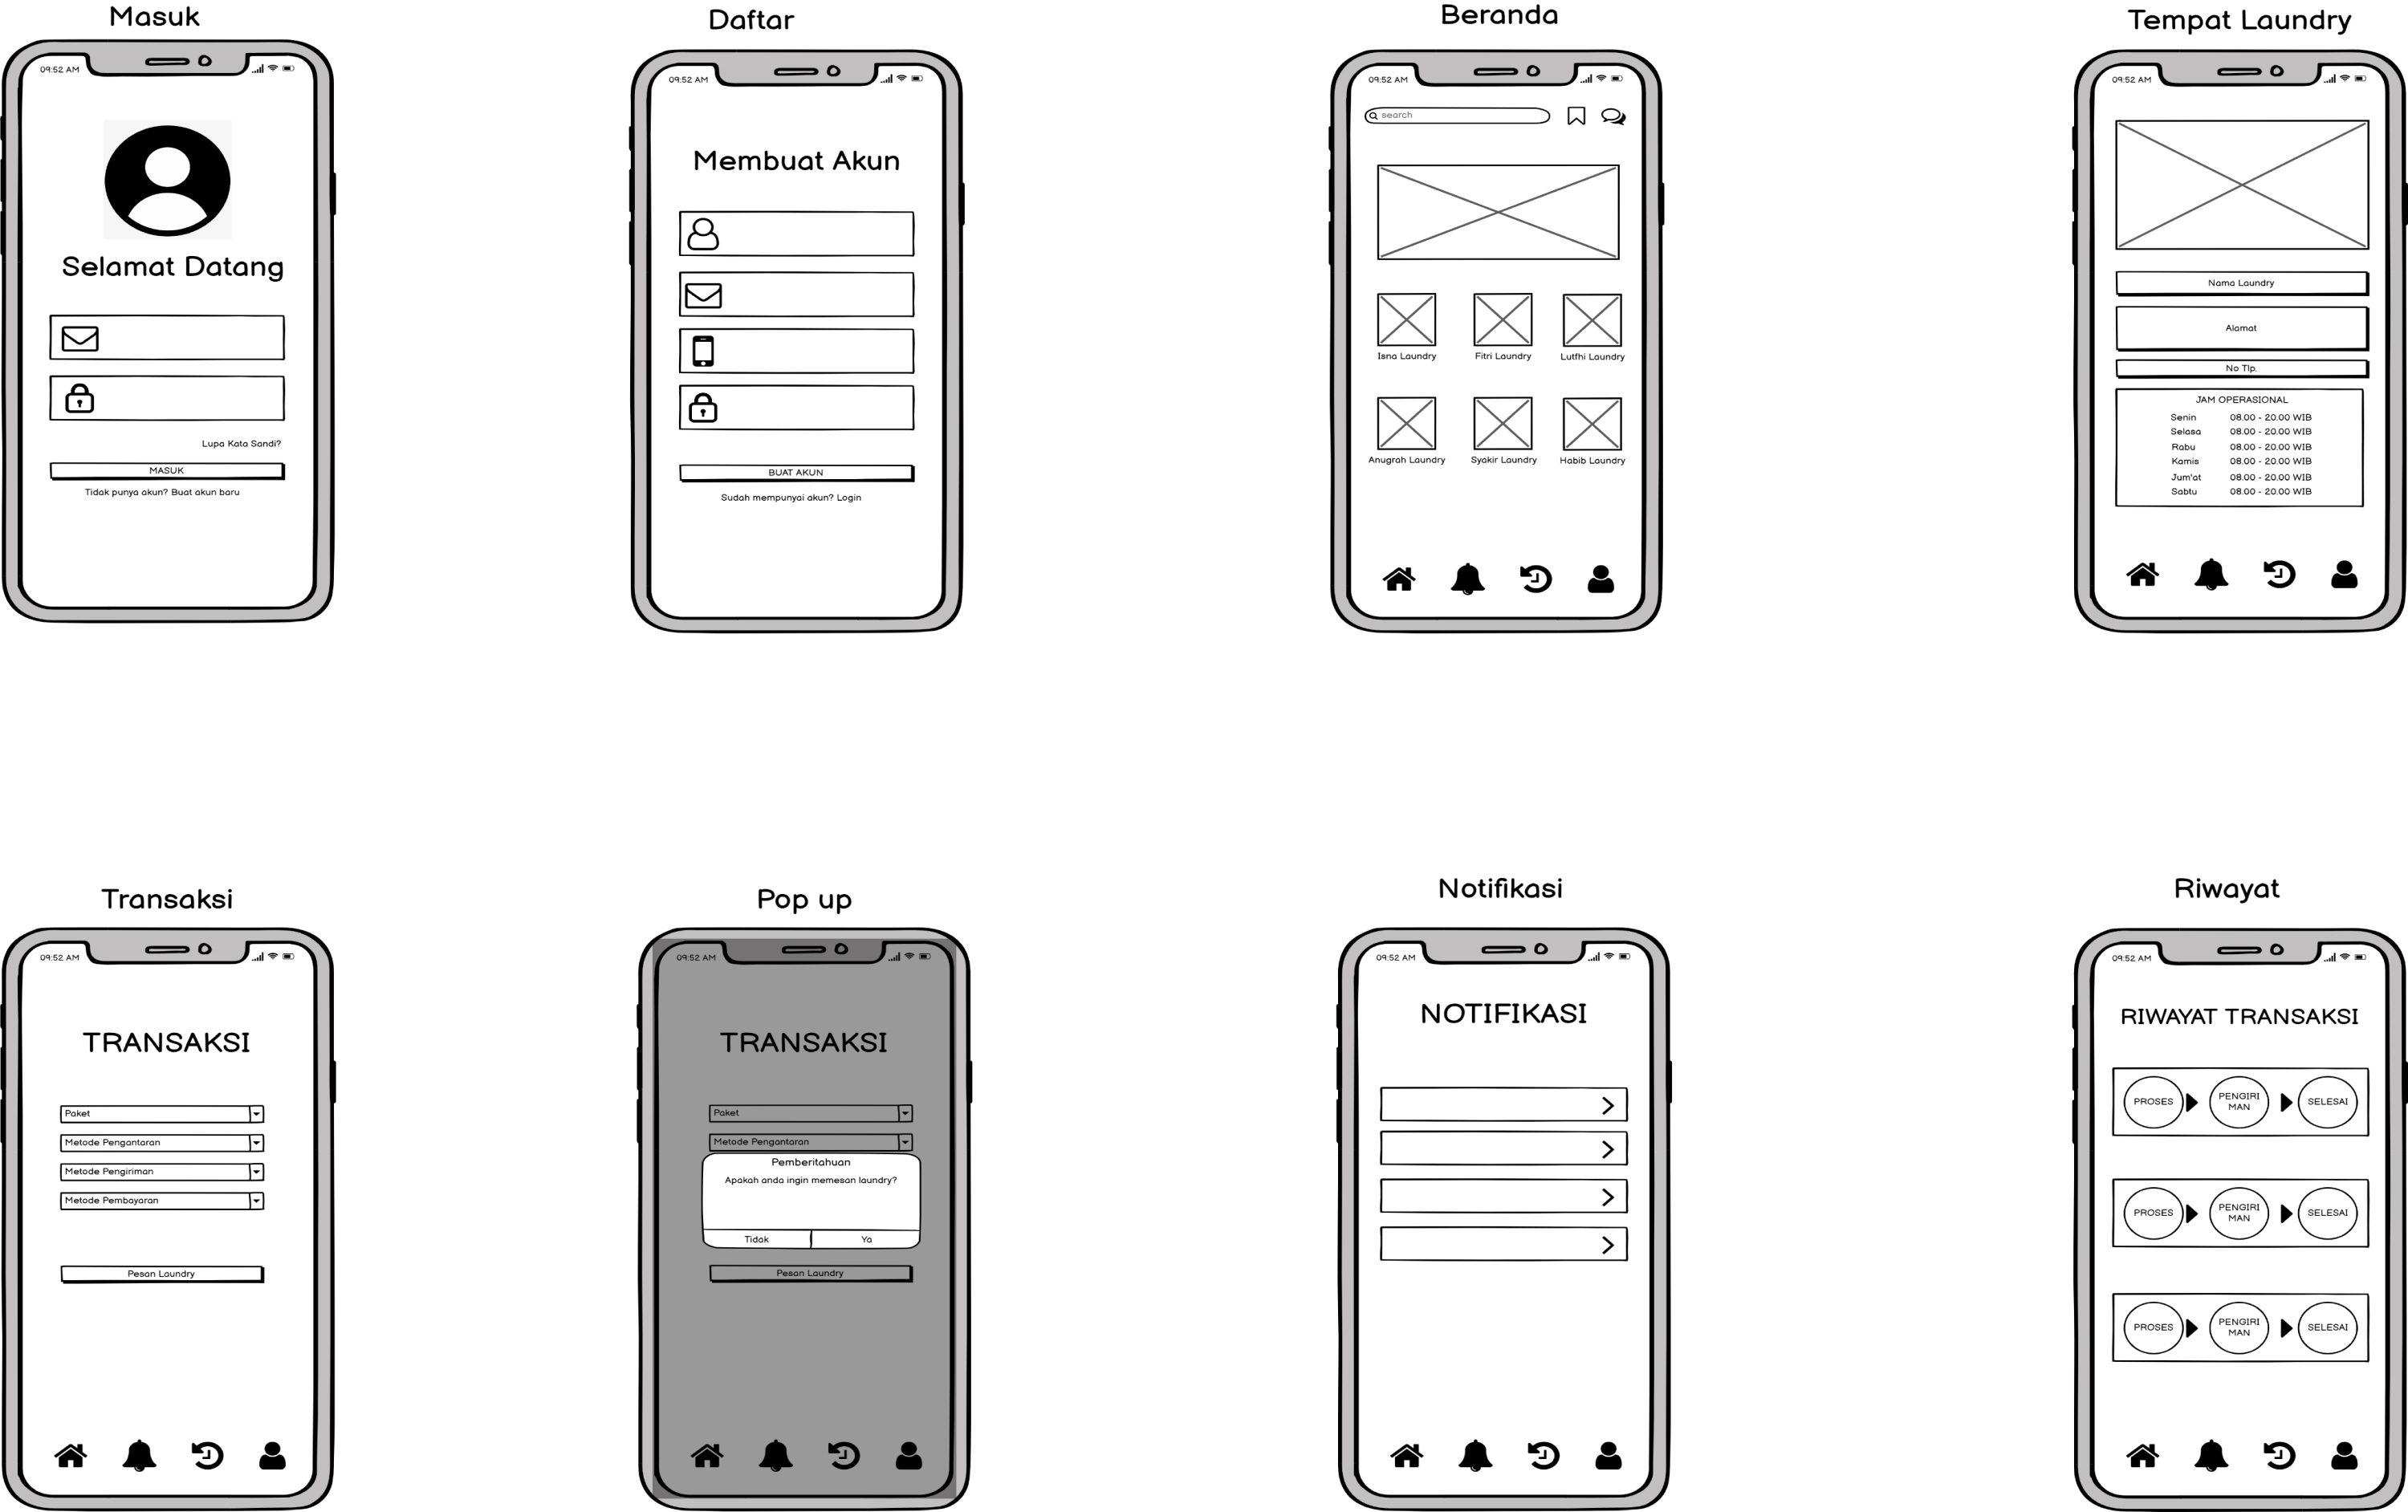 Masuk
09:52 AM
Selamat Datang
Lupa Kata Sandi?
MASUK
Tidak punya akun? Buat akun baru
Daftar
09:52 AM
Membuat Akun
BUAT AKUN
Sudah mempunyai akun? Login
Beranda
09:52 AM
search
Isna Laundry
Fitri Laundry
Lutfhi Laundry
Anugrah Laundry
Syakir Laundry
Habib Laundry
Tempat Laundry
09:52 AM
Nama Laundry
Alamat
No Tlp.
JAM OPERASIONAL
Senin 08.00 - 20.00 WIB
Selasa 08.00 - 20.00 WIB
Rabu 08.00 - 20.00 WIB
Kamis 08.00 - 20.00 WIB
Jum'at 08.00 - 20.00 WIB
Sabtu 08.00 - 20.00 WIB
Transaksi
09:52 AM
TRANSAKSI
Paket
Metode Pengantaran
Metode Pengiriman
Metode Pembayaran
Pesan Laundry
Pop up
09:52 AM
TRANSAKSI
Paket
Metode Pengantaran
Pemberitahuan
Apakah anda ingin memesan laundry?
Tidak
Ya
Pesan Laundry
Notifikasi
09:52 AM
NOTIFIKASI
Riwayat
09:52 AM
RIWAYAT TRANSAKSI
PROSES
PENGIRI
MAN
SELESAI
PROSES
PENGIRI
MAN
SELESAI
PROSES
PENGIRI
MAN
SELESAI